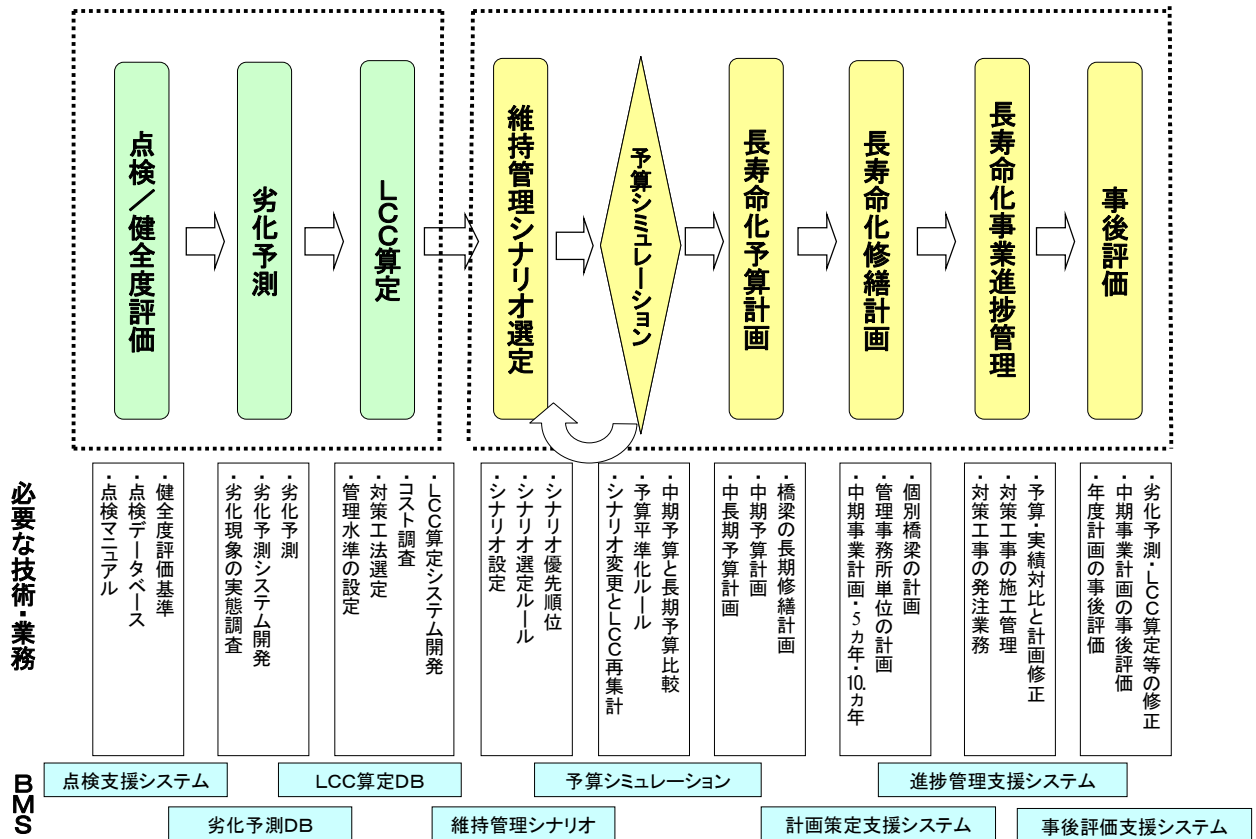 点検／健全度評価
劣化予測
LCC算定
維持管理シナリオ選定
予算シミュレーション
長寿命化予算計画
長寿命化修繕計画
長寿命化事業進捗管理
事後評価
必要な技術・業務
・健全度評価基準
・点検データベース
・点検マニュアル
・劣化予測
・劣化予測システム開発
・劣化現象の実態調査
・LCC算定システム開発
・コスト調査
・対策工法選定
・管理水準の設定
・シナリオ優先順位
・シナリオ選定ルール
・シナリオ設定
・中期予算と長期予算比較
・予算平準化ルール
・シナリオ変更とLCC再集計
・橋梁の長期修繕計画
・中期予算計画
・中長期予算計画
・個別橋梁の計画
・管理事務所単位の計画
・中期事業計画・5ヵ年・10.ヵ年
・予算・実績対比と計画修正
・対策工事の施工管理
・対策工事の発注業務
・劣化予測・LCC算定等の修正
・中期事業計画の事後評価
・年度計画の事後評価
BMS
点検支援システム
LCC算定DB
予算シミュレーション
進捗管理支援システム
劣化予測DB
維持管理シナリオ
計画策定支援システム
事後評価支援システム